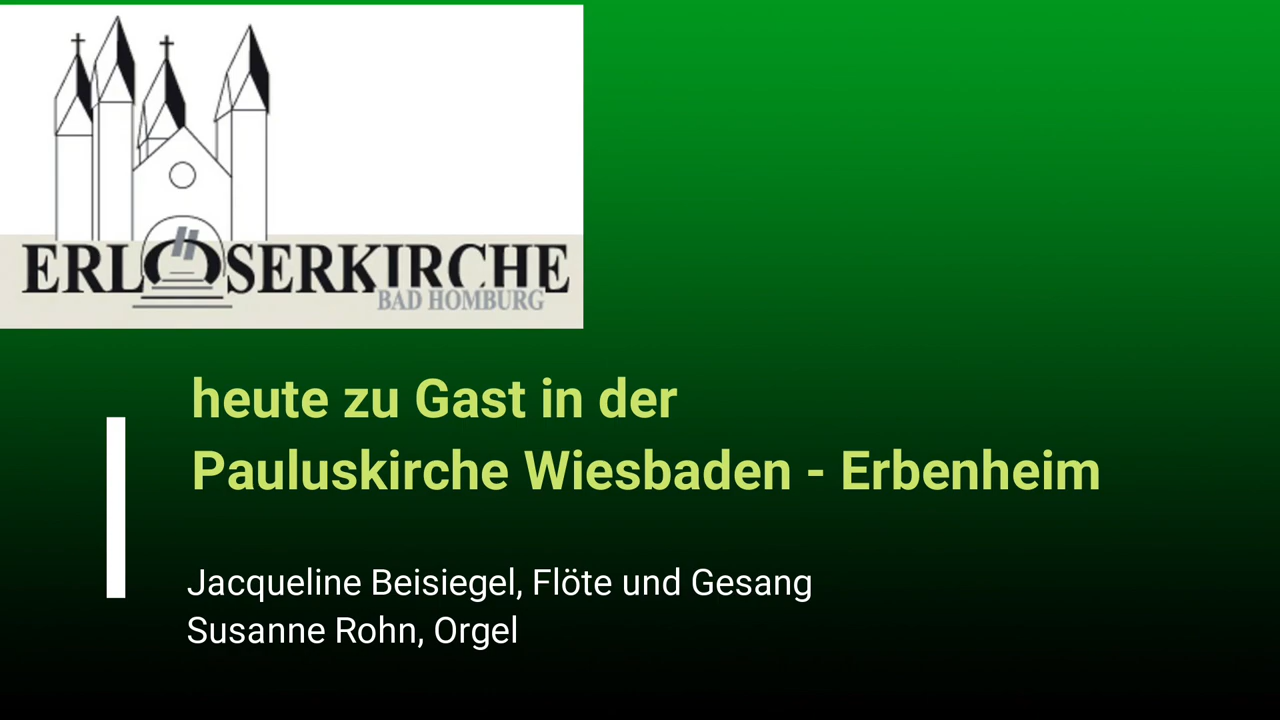 ERLÖSERKIRCHE
BAD HOMBURG
heute zu Gast in der
Pauluskirche Wiesbaden - Erbenheim
Jacqueline Beisiegel, Flöte und Gesang
Susanne Rohn, Orgel